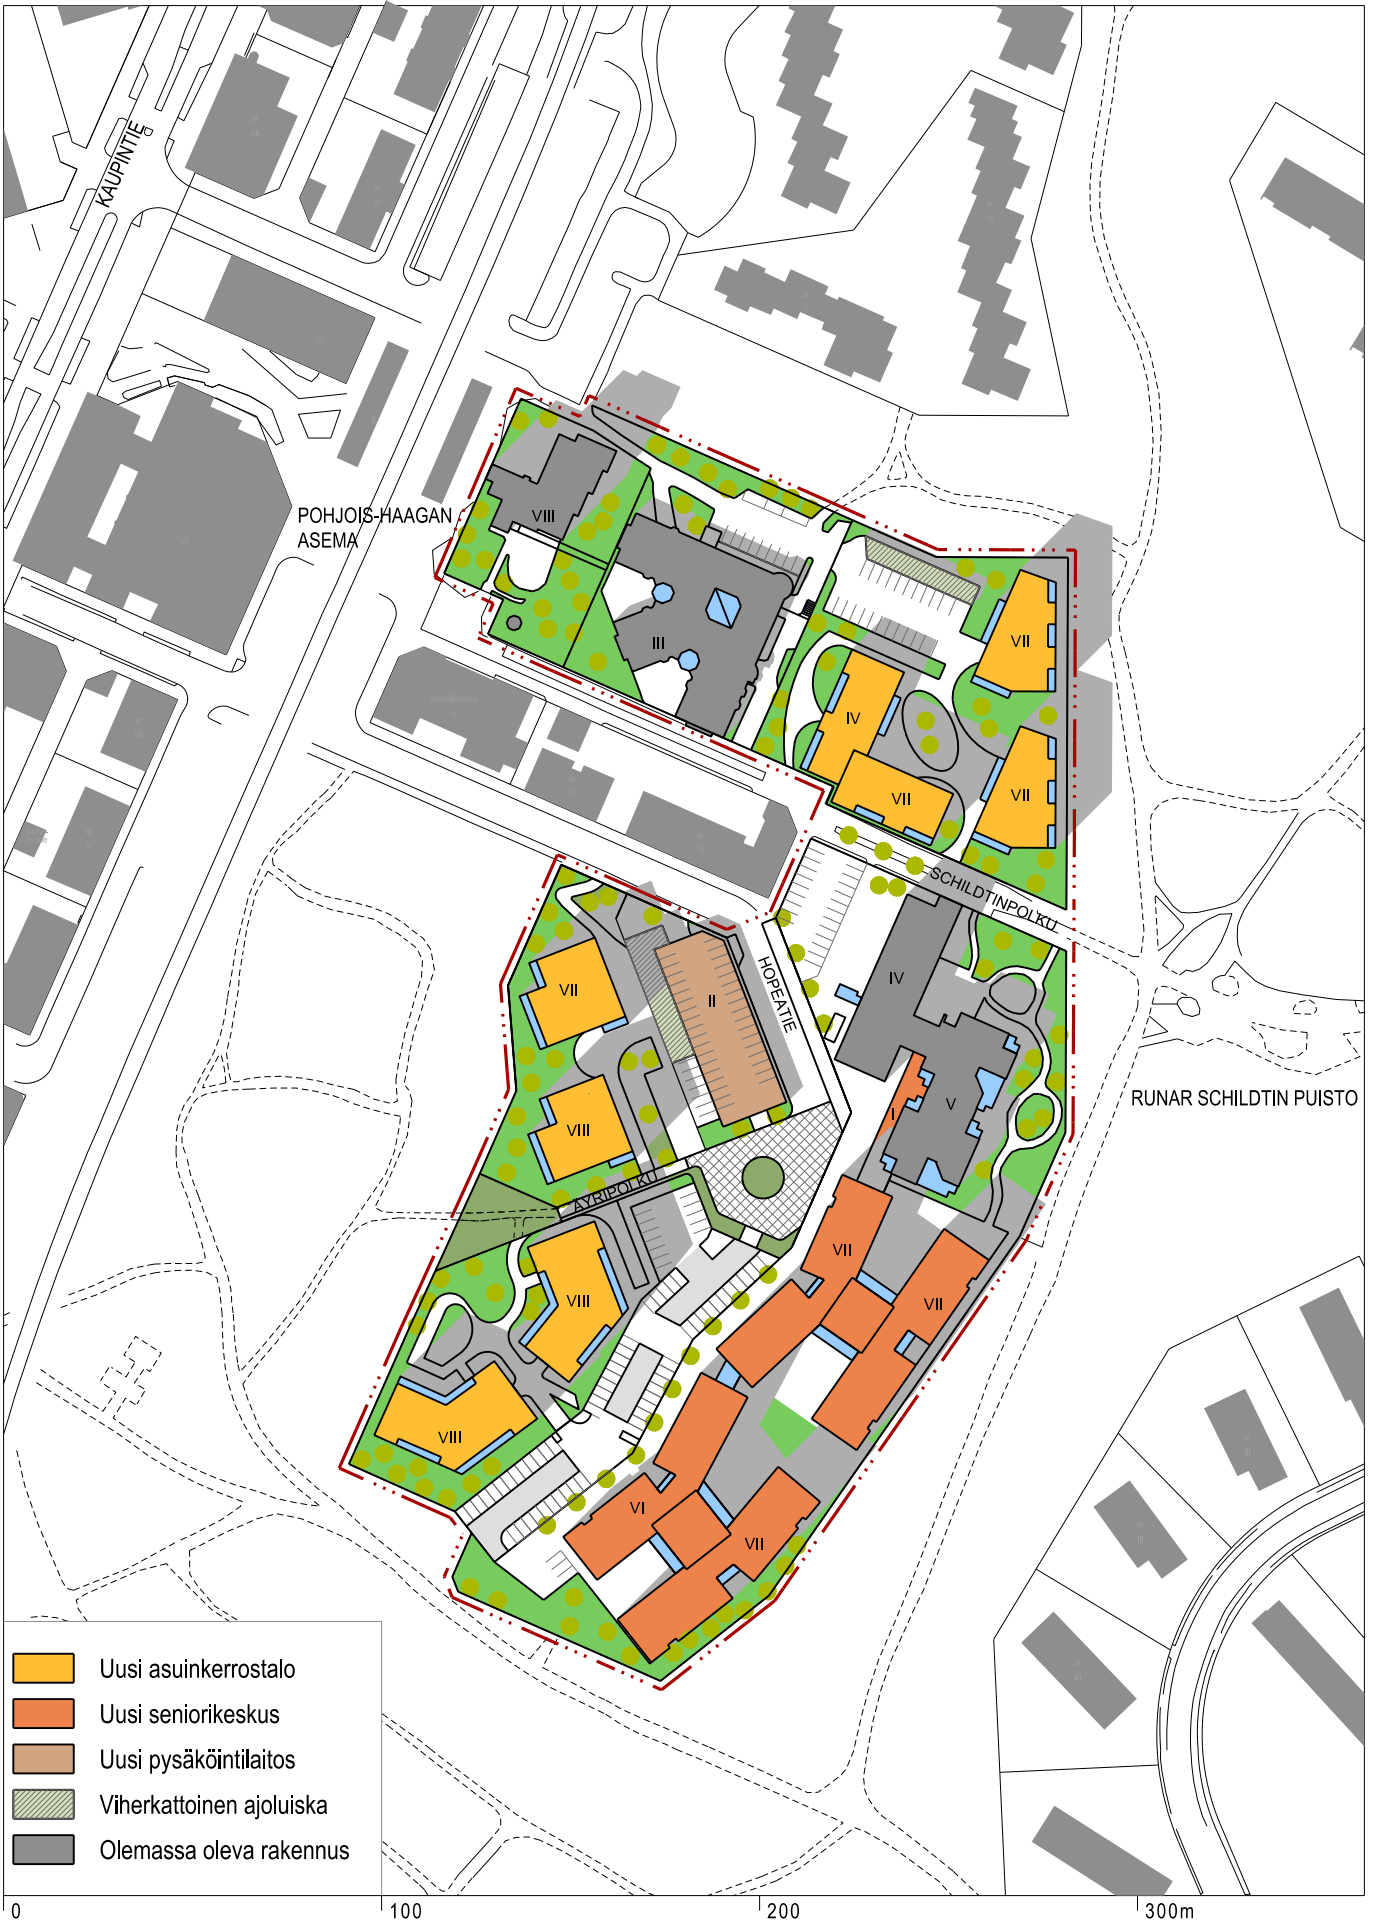 KAUPINTIE
POHJOIS-HAAGAN
ASEMA
VIII
III
VII
IV
VII
VII
SCHILDTINPOLKU
HOPEATIE
VII
II
IV
VIII
I
V
RUNAR SCHILDTIN PUISTO
ÄYRIPOLKU
VII
VIII
VII
VIII
VI
VII
Uusi asuinkerrostalo
Uusi seniorikeskus
Uusi pysäköintilaitos
Viherkattoinen ajoluiska
Olemassa oleva rakennus
0 100 200 300m